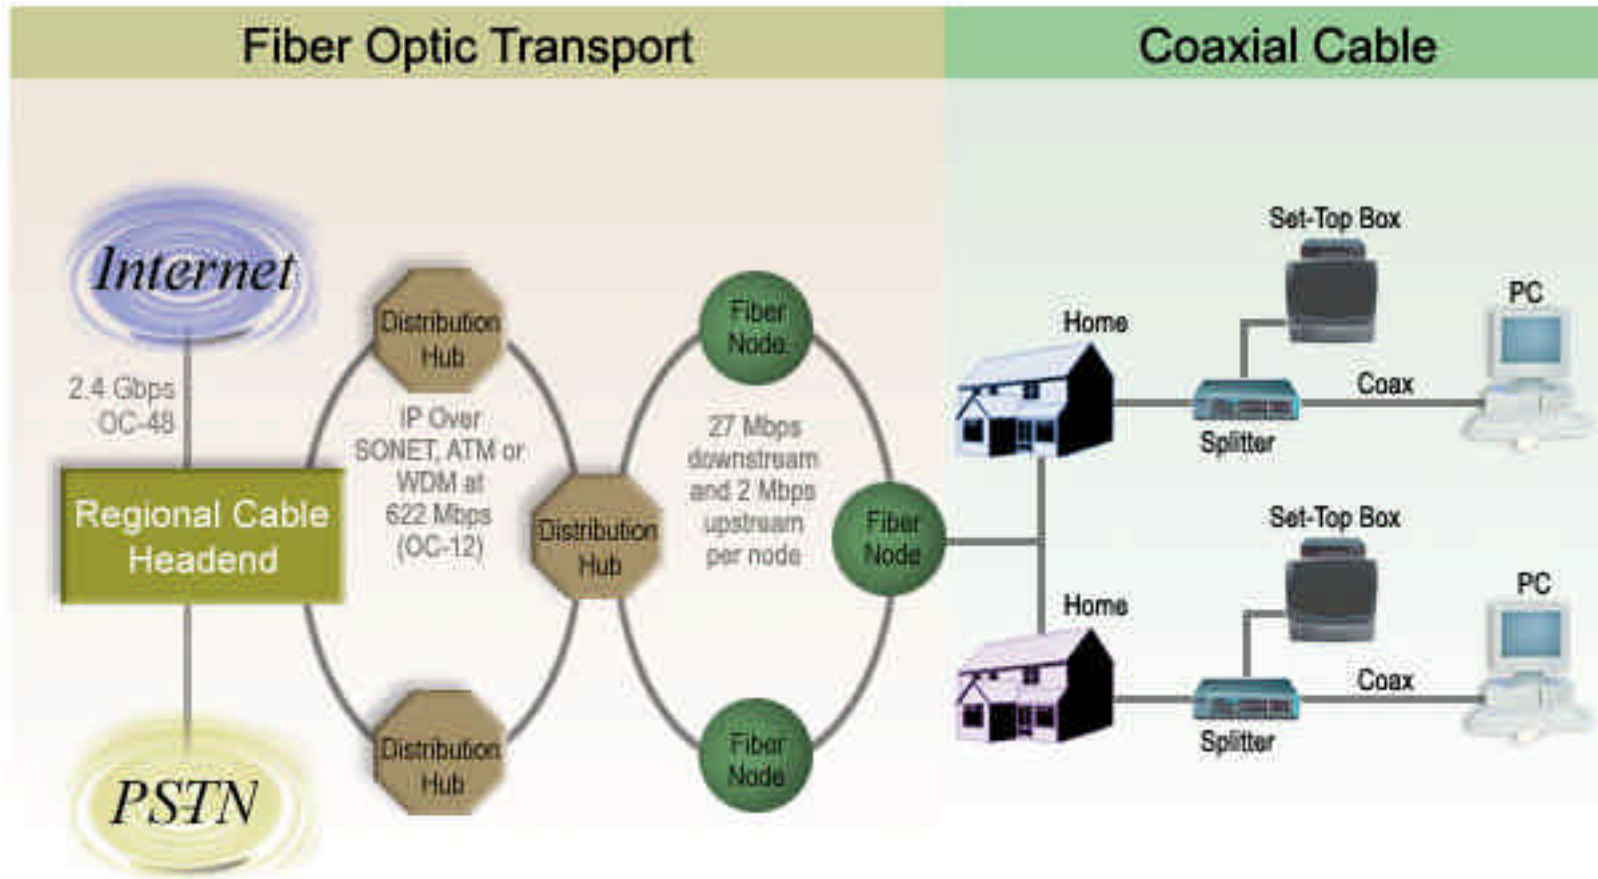 Fiber Optic Transport
Coaxial Cable
Internet
2.4 Gbps
OC-48
Regional Cable
Headend
PSTN
Distribution
Hub
IP Over
SONET, ATM or
WDM at
622 Mbps
(OC-12)
Distribution
Hub
Distribution
Hub
Fiber
Node
27 Mbps
downstream
and 2 Mbps
upstream
per node
Fiber
Node
Fiber
Node
Home
Set-Top Box
PC
Coax
Splitter
Home
Set-Top Box
PC
Coax
Splitter